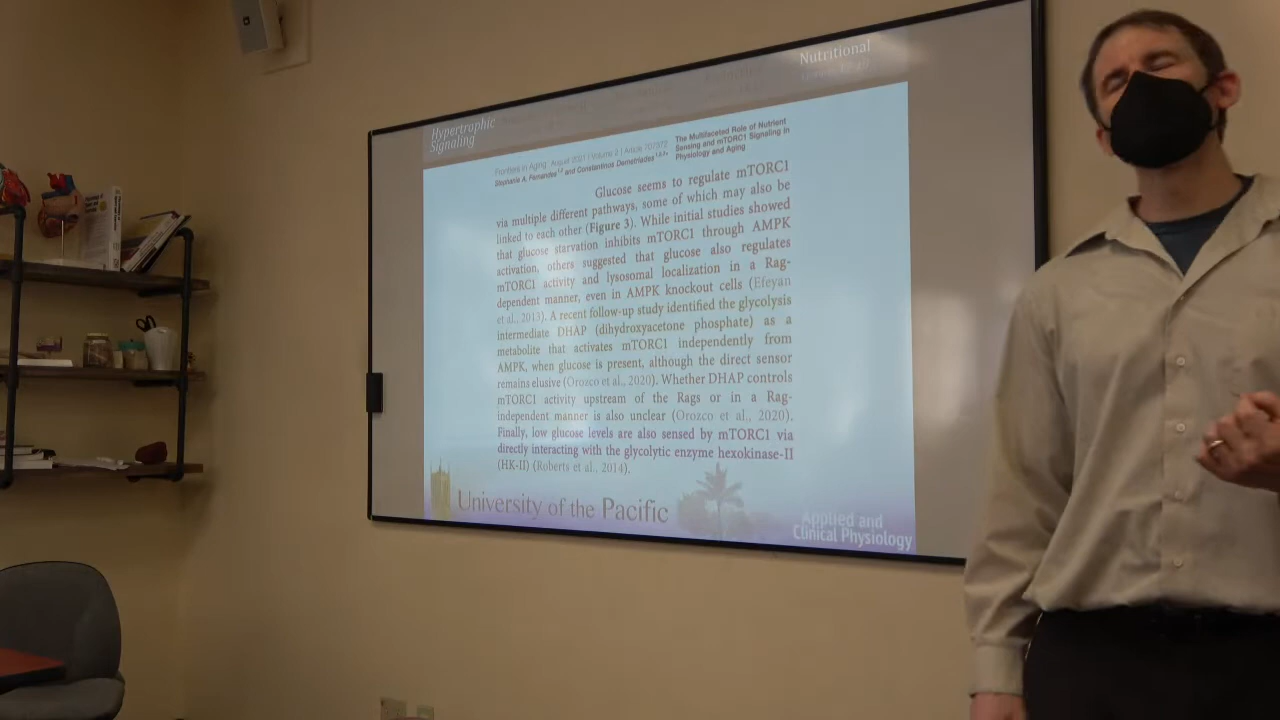 Nutritional
Hypertrophic
Signaling
Frontiers in Aging August 2021 | Volume 2 | Article 707372
Stephanie A. Fernandes1,2 and Constantinos Demetriades1,2,3*
The Multifaceted Role of Nutrient
Sensing and mTORC1 Signaling in
Physiology and Aging
Glucose seems to regulate mTORC1
via multiple different pathways, some of which may also be
linked to each other (Figure 3). While initial studies showed
that glucose starvation inhibits mTORC1 through AMPK
activation, others suggested that glucose also regulates
mTORC1 activity and lysosomal localization in a Rag-
dependent manner, even in AMPK knockout cells (Efeyan
et al., 2013). A recent follow-up study identified the glycolysis
intermediate DHAP (dihydroxyacetone phosphate) as a
metabolite that activates mTORC1 independently from
AMPK, when glucose is present, although the direct sensor
remains elusive (Orozco et al., 2020). Whether DHAP controls
mTORC1 activity upstream of the Rags or in a Rag-
independent manner is also unclear (Orozco et al., 2020).
Finally, low glucose levels are also sensed by mTORC1 via
directly interacting with the glycolytic enzyme hexokinase-II
(HK-II) (Roberts et al., 2014).
University of the Pacific
Applied and
Clinical Physiology